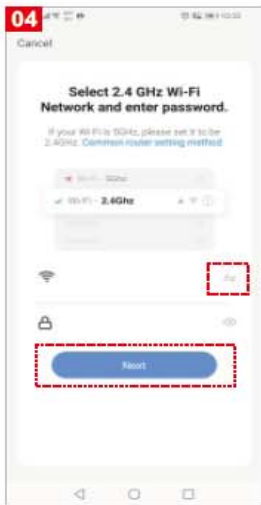 04
Cancel
Select 2.4 GHz Wi-Fi
Network and enter password.
If your Wi-Fi is 5GHz, please set it to be
2.4GHz. Common router setting method
Wi-Fi - 5Ghz
Wi-Fi - 2.4Ghz
Next